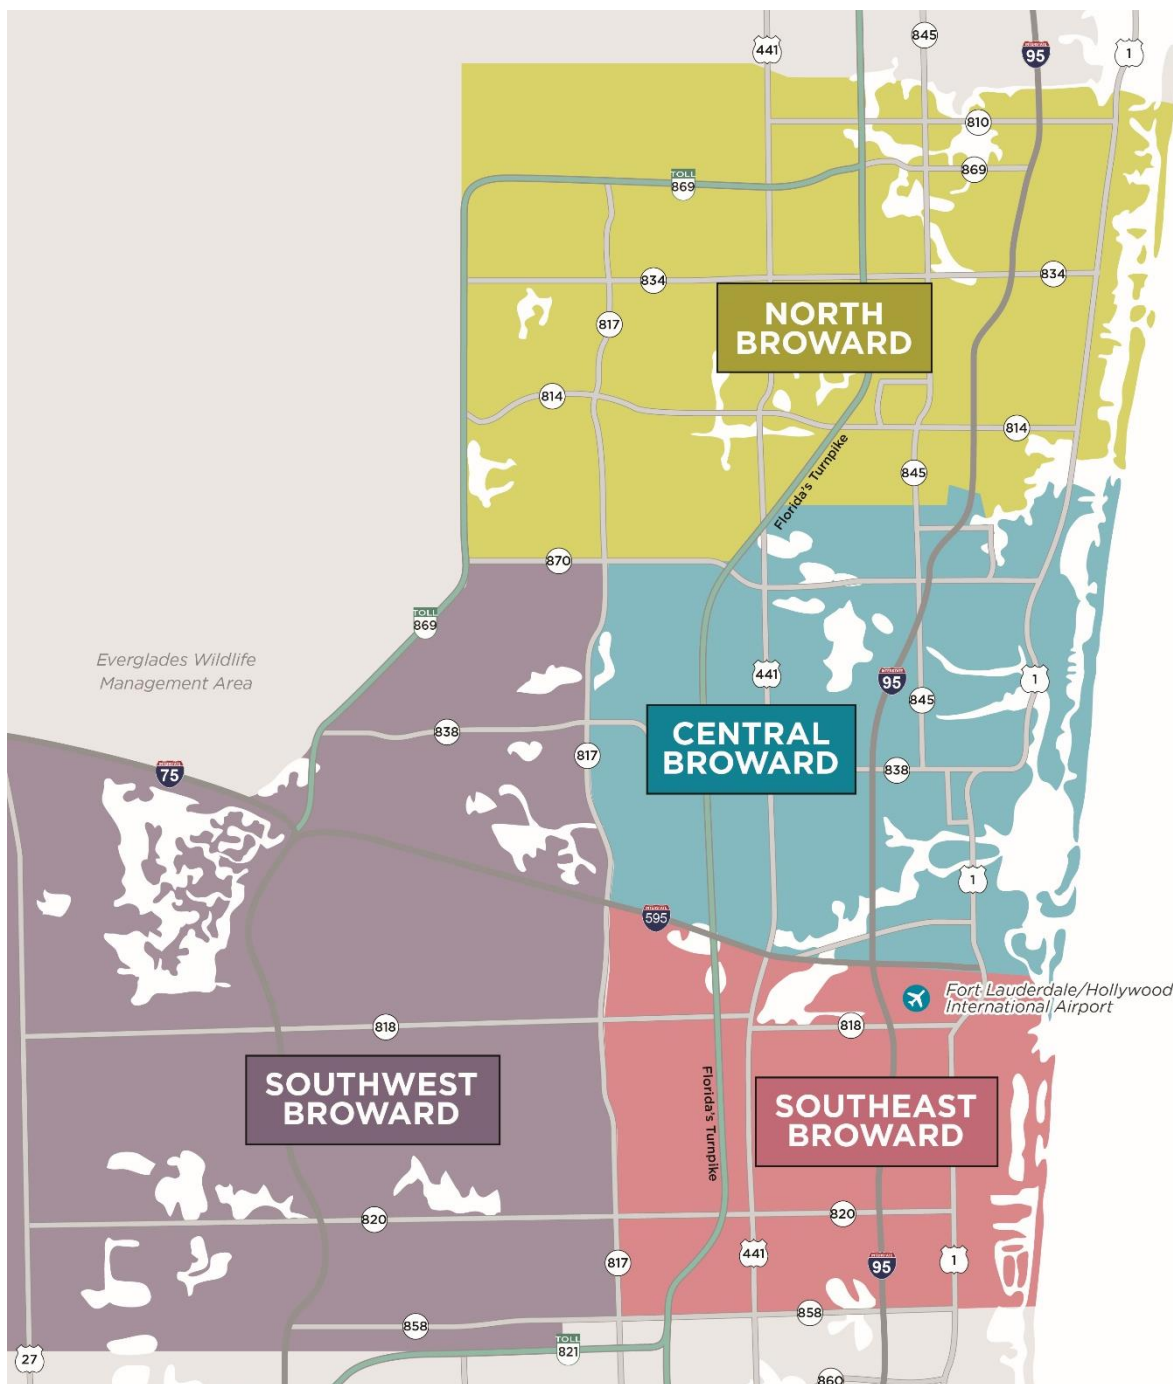 845
441
95
1
810
TOLL
869
869
834
834
NORTH
BROWARD
817
814
814
Florida's Turnpike
845
870
TOLL
869
Everglades Wildlife
Management Area
441
95
1
845
CENTRAL
BROWARD
838
817
838
75
1
595
Fort Lauderdale/Hollywood
International Airport
818
818
SOUTHWEST
BROWARD
Florida's Turnpike
SOUTHEAST
BROWARD
820
820
441
817
95
1
858
858
TOLL
821
27
860